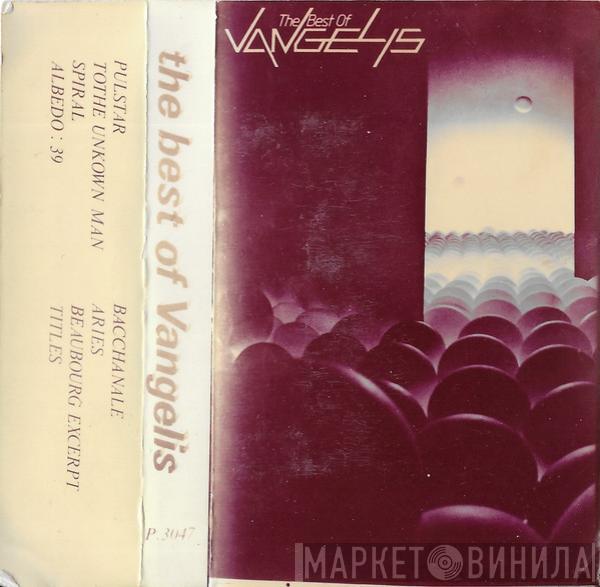 PULSTAR
TOTHE UNKOWN MAN
SPIRAL
ALBEDO : 39
BACCHANALE
ARIES
BEAUBOURG EXCERPT
TITLES
the best of Vangelis
P. 3047
The Best Of
VANGELIS
МАРКЕТ ВИНИЛА